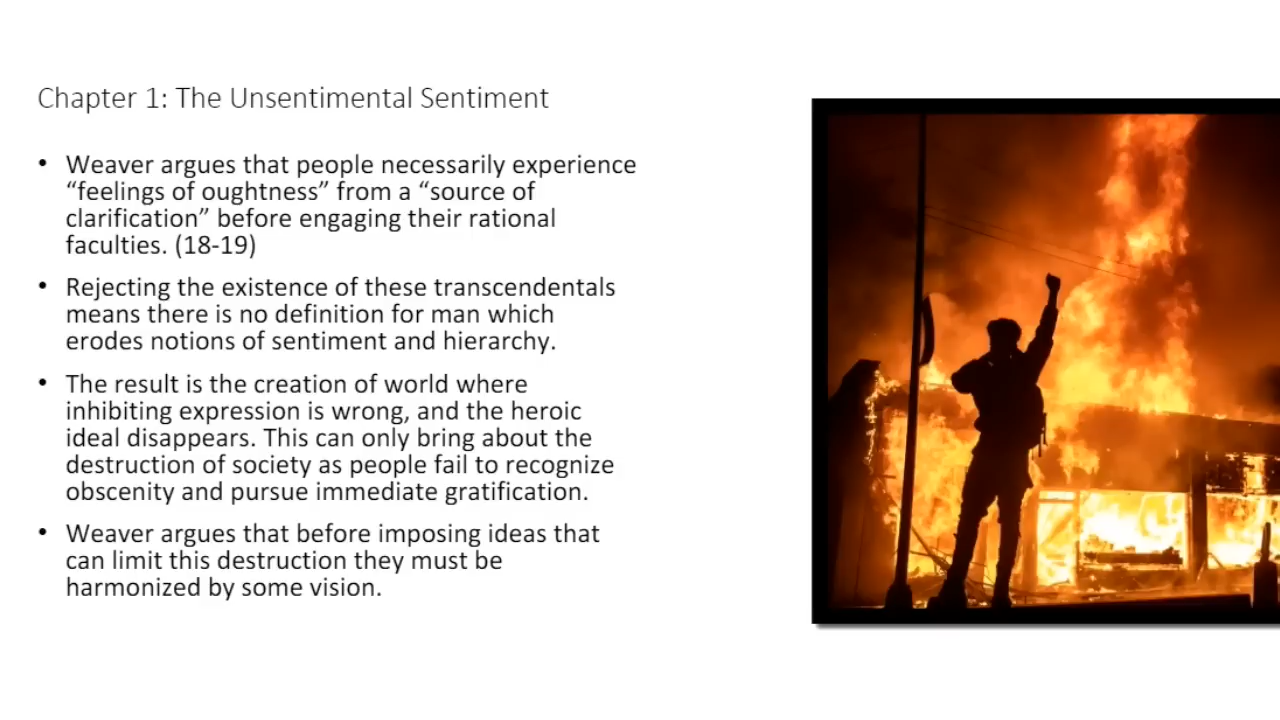 Chapter 1: The Unsentimental Sentiment
• Weaver argues that people necessarily experience
“feelings of oughtness” from a “source of
clarification” before engaging their rational
faculties. (18-19)
• Rejecting the existence of these transcendentals
means there is no definition for man which
erodes notions of sentiment and hierarchy.
• The result is the creation of world where
inhibiting expression is wrong, and the heroic
ideal disappears. This can only bring about the
destruction of society as people fail to recognize
obscenity and pursue immediate gratification.
• Weaver argues that before imposing ideas that
can limit this destruction they must be
harmonized by some vision.